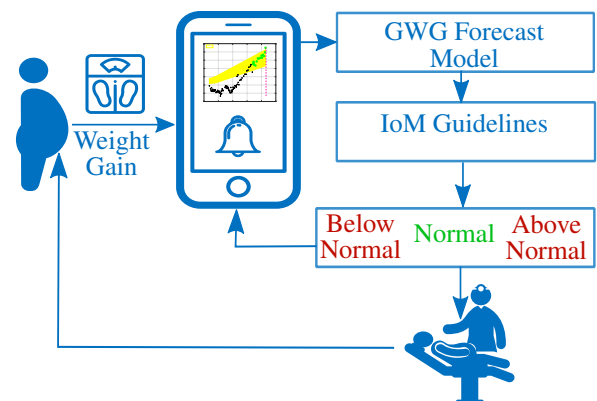 GWG Forecast
Model
Weight
Gain
IoM Guidelines
Below
Normal
Normal
Above
Normal